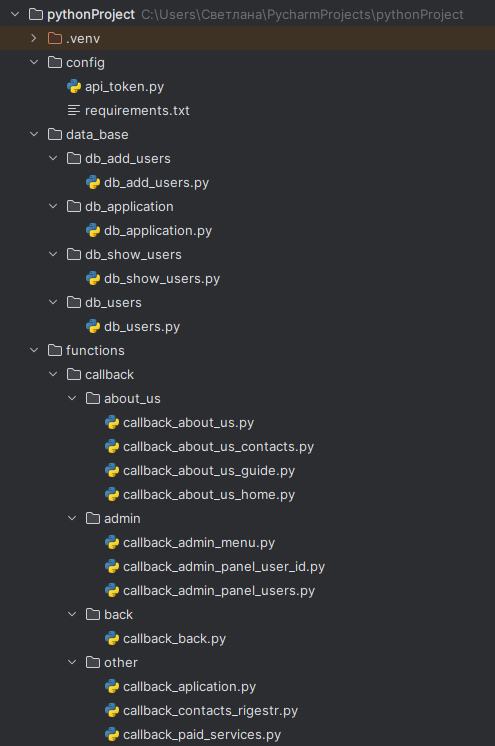 pythonProject C:\Users\Светлана\PycharmProjects\pythonProject
.venv
config
api_token.py
requirements.txt
data_base
db_add_users
db_add_users.py
db_application
db_application.py
db_show_users
db_show_users.py
db_users
db_users.py
functions
callback
about_us
callback_about_us.py
callback_about_us_contacts.py
callback_about_us_guide.py
callback_about_us_home.py
admin
callback_admin_menu.py
callback_admin_panel_user_id.py
callback_admin_panel_users.py
back
callback_back.py
other
callback_aplication.py
callback_contacts_rigestr.py
callback_paid_services.py